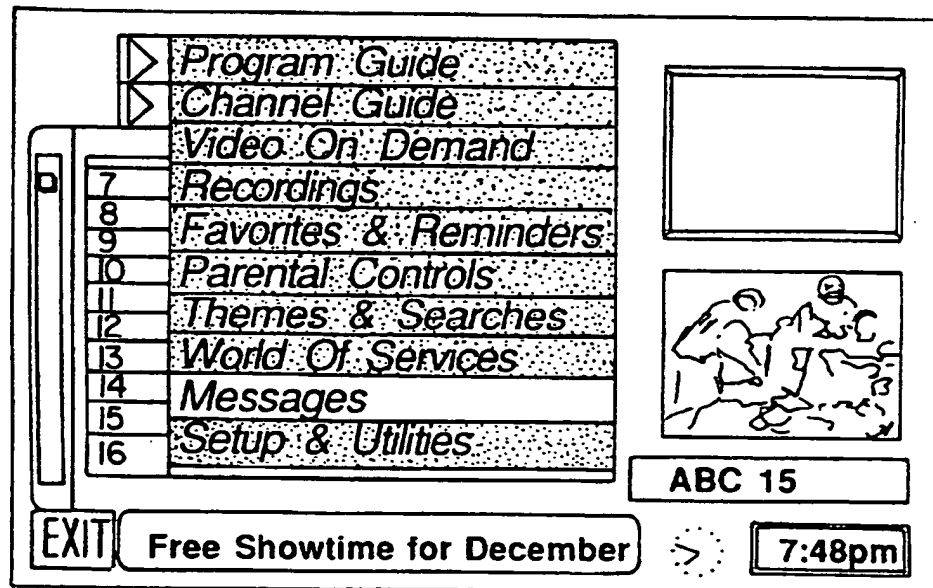 Program Guide
Channel Guide
Video On Demand
7 Recordings
8
Favorites & Reminders
9
10 Parental Controls
11
Themes & Searches
12
13 World Of Services
14
Messages
15
Setup & Utilities
16
ABC 15
EXIT
Free Showtime for December
7:48pm